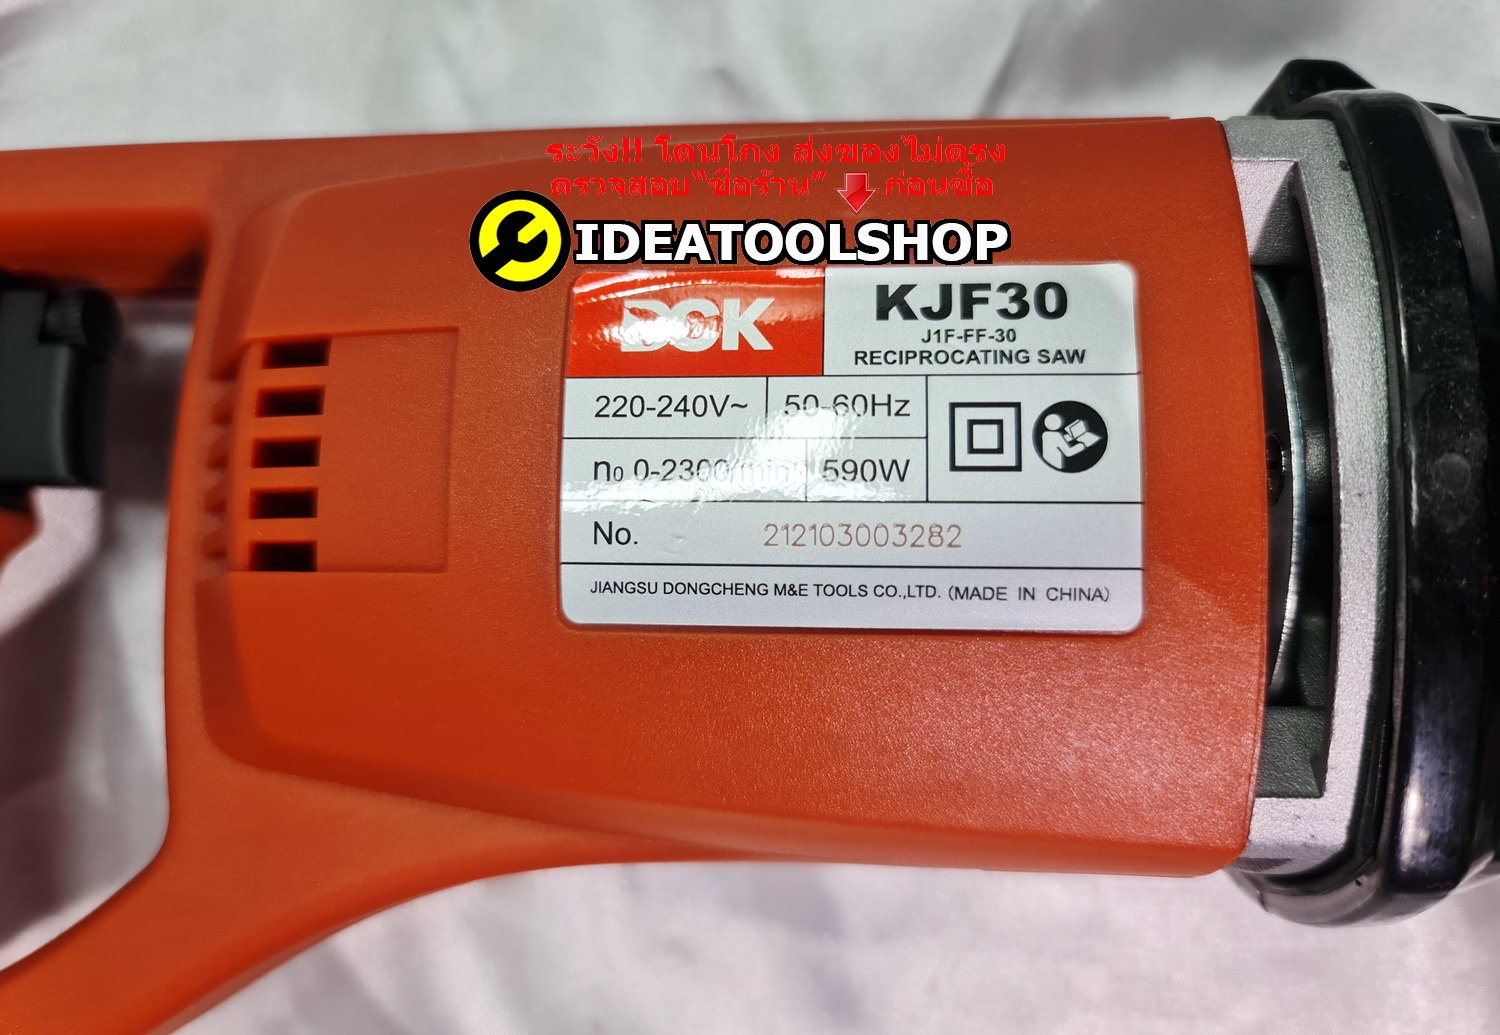 ระวัง!! โดนโกง ส่งของไม่ตรง
ตรวจสอบ“ชื่อร้าน” ก่อนซื้อ
IDEATOOLSHOP
DCK
KJF30
J1F-FF-30
RECIPROCATING SAW
220-240V~ 50-60Hz
n₀ 0-2300/min 590W
No. 212103003282
JIANGSU DONGCHENG M&E TOOLS CO.,LTD. (MADE IN CHINA)